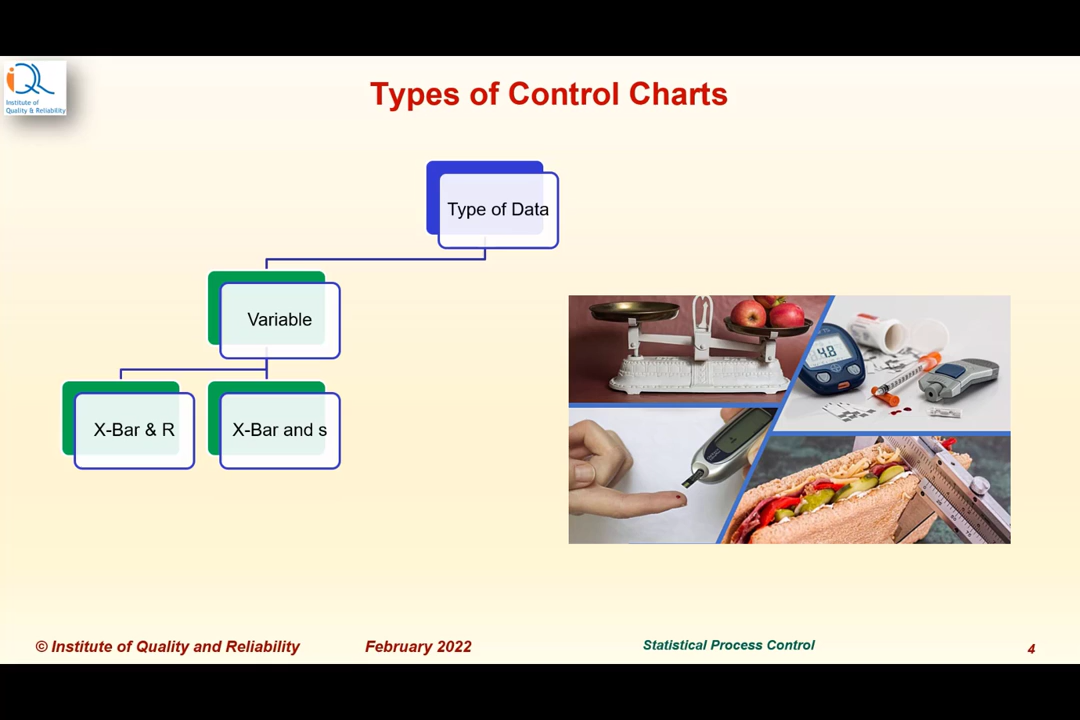 iQR
Institute of
Quality & Reliability
Types of Control Charts
Type of Data
Variable
X-Bar & R
X-Bar and s
4.8
© Institute of Quality and Reliability
February 2022
Statistical Process Control
4